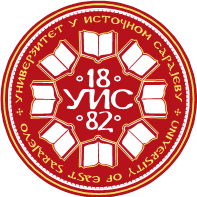 УНИВЕРЗИТЕТ У ИСТОЧНОМ САРАЈЕВУ
18
УИС
82
UNIVERSITY OF EAST SARAJEVO